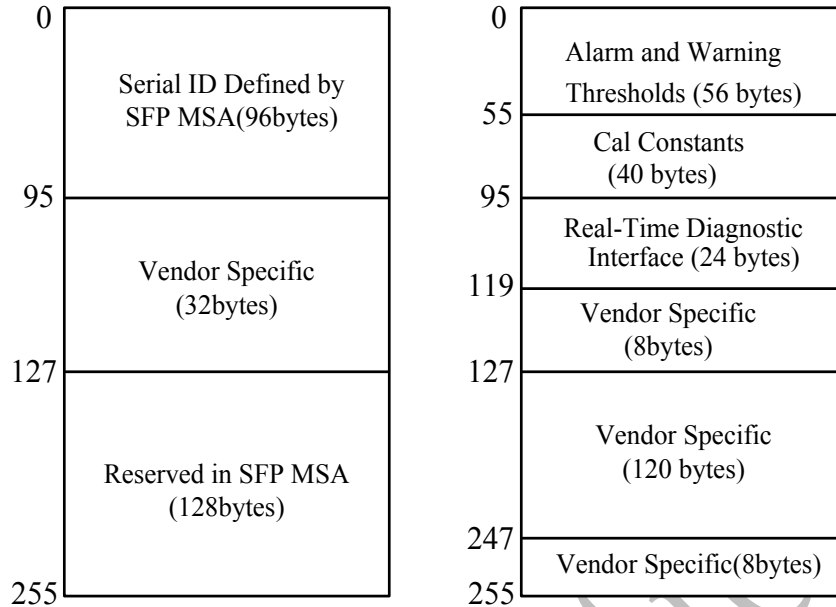 0
Serial ID Defined by
SFP MSA(96bytes)
95
Vendor Specific
(32bytes)
127
Reserved in SFP MSA
(128bytes)
255
0
Alarm and Warning
Thresholds (56 bytes)
55
Cal Constants
(40 bytes)
95
Real-Time Diagnostic
Interface (24 bytes)
119
Vendor Specific
(8bytes)
127
Vendor Specific
(120 bytes)
247
Vendor Specific(8bytes)
255